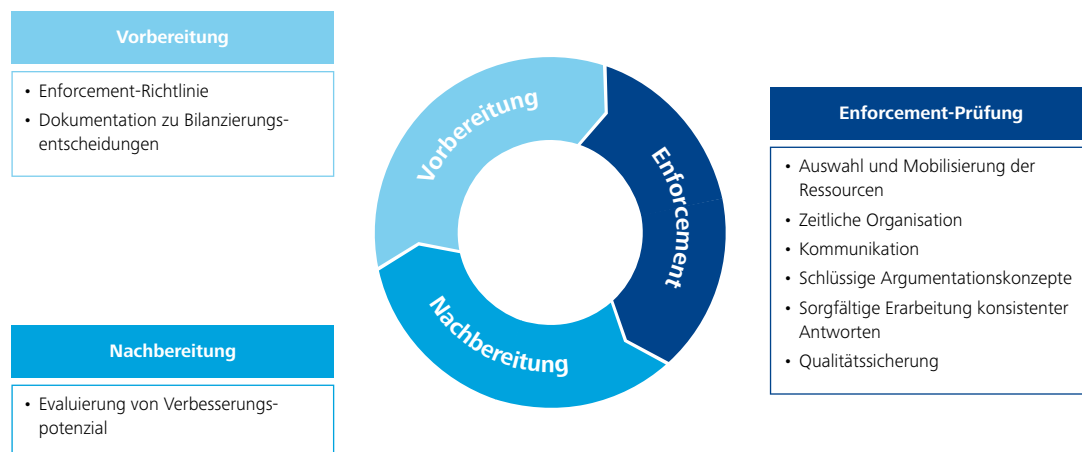 Vorbereitung
• Enforcement-Richtlinie
• Dokumentation zu Bilanzierungs-
entscheidungen
Vorbereitung
Enforcement
Nachbereitung
Enforcement-Prüfung
• Auswahl und Mobilisierung der
Ressourcen
• Zeitliche Organisation
• Kommunikation
• Schlüssige Argumentationskonzepte
• Sorgfältige Erarbeitung konsistenter
Antworten
• Qualitätssicherung
Nachbereitung
• Evaluierung von Verbesserungs-
potenzial